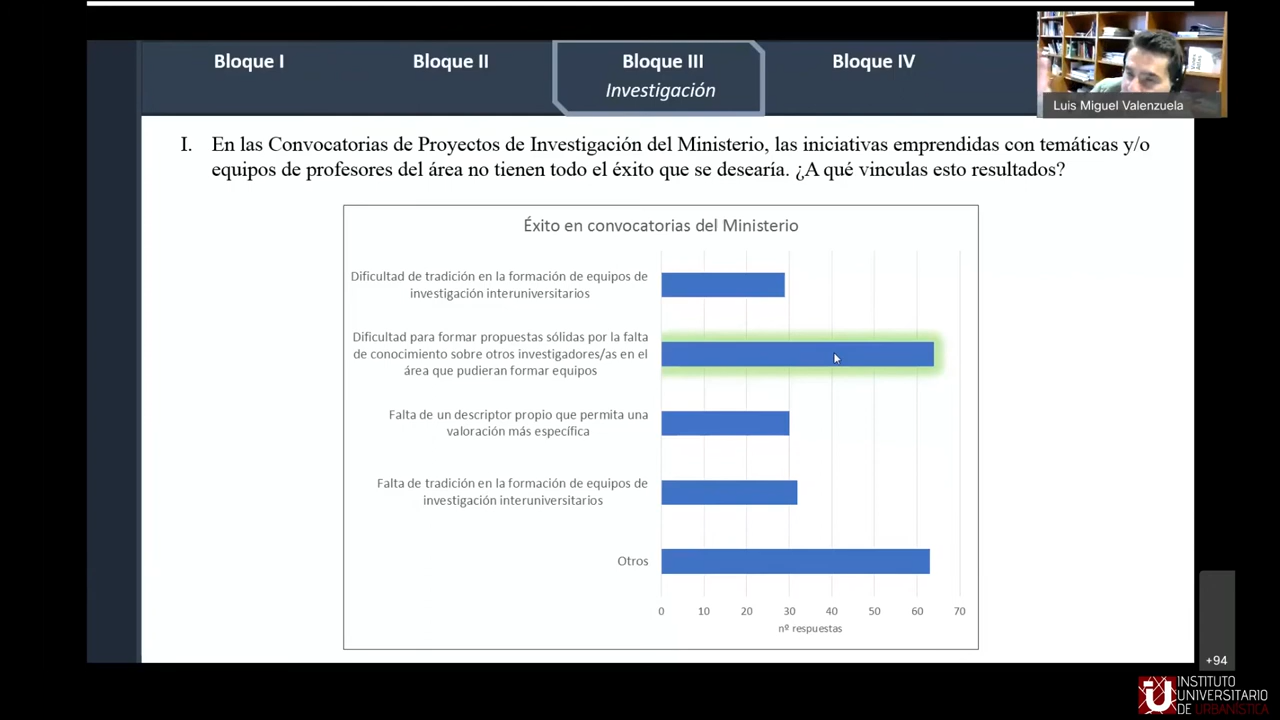 Bloque I
Bloque II
Bloque III
Investigación
Bloque IV
Luis Miguel Valenzuela
I. En las Convocatorias de Proyectos de Investigación del Ministerio, las iniciativas emprendidas con temáticas y/o
equipos de profesores del área no tienen todo el éxito que se desearía. ¿A qué vinculas esto resultados?
Éxito en convocatorias del Ministerio
Dificultad de tradición en la formación de equipos de
investigación interuniversitarios
Dificultad para formar propuestas sólidas por la falta
de conocimiento sobre otros investigadores/as en el
área que pudieran formar equipos
Falta de un descriptor propio que permita una
valoración más específica
Falta de tradición en la formación de equipos de
investigación interuniversitarios
Otros
0 10 20 30 40 50 60 70
nº respuestas
+94
INSTITUTO
UNIVERSITARIO
DE URBANÍSTICA